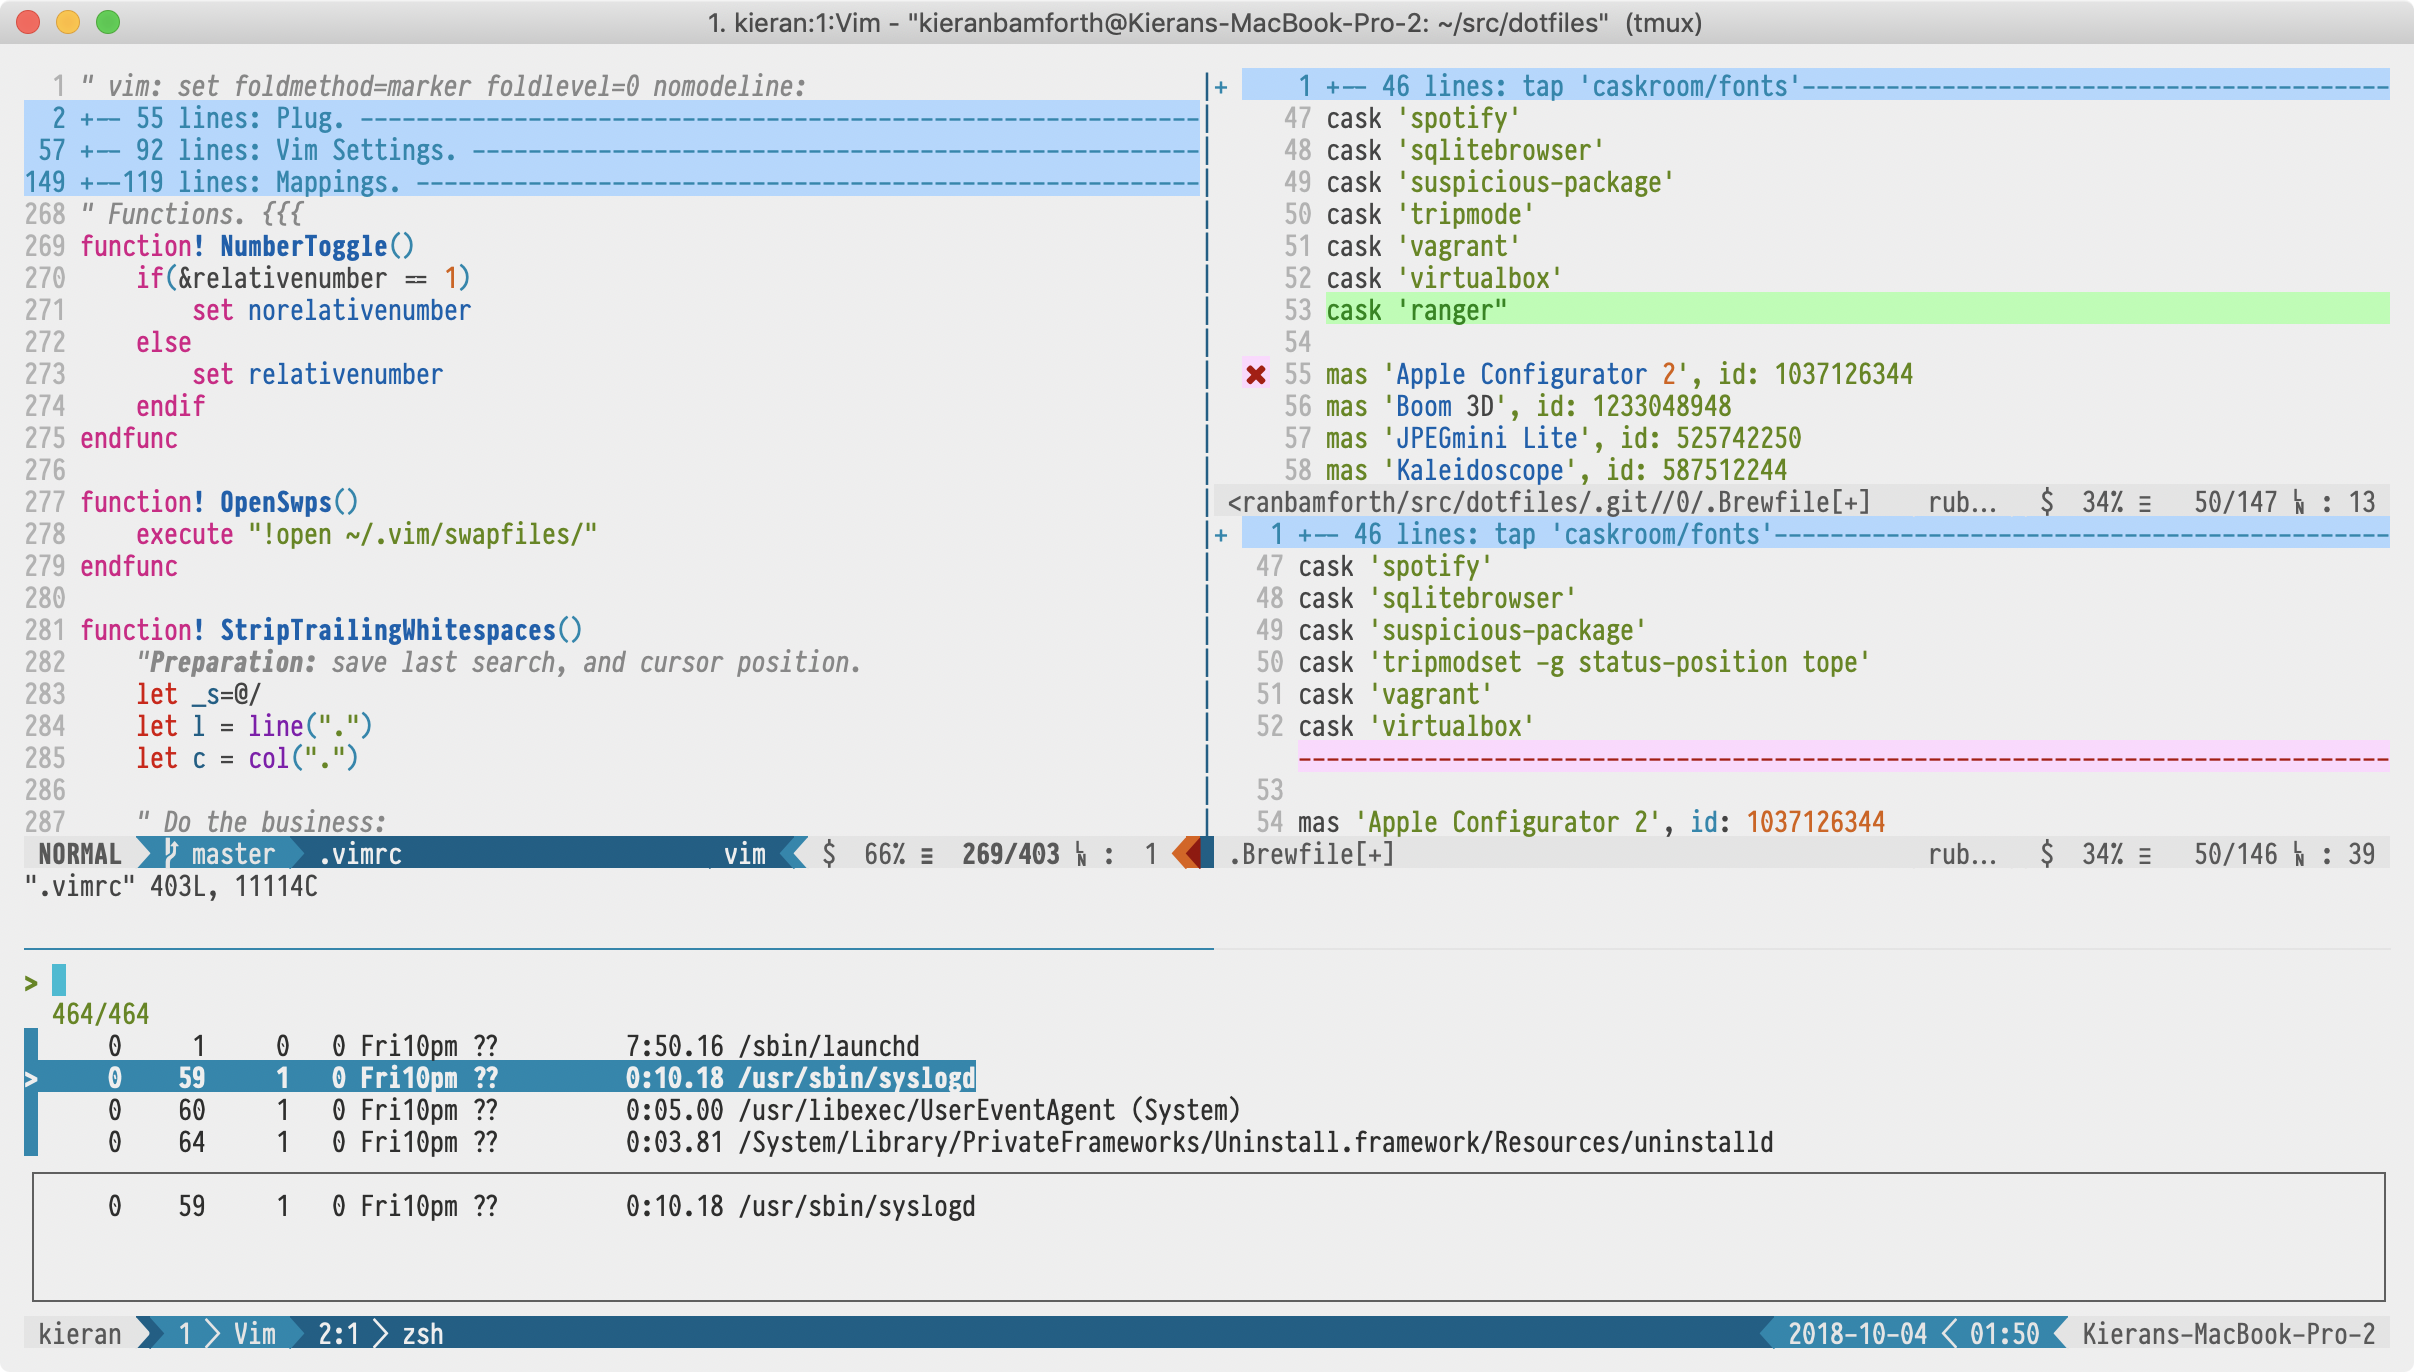 1. kieran:1:Vim - "kieranbamforth@Kierans-MacBook-Pro-2: ~/src/dotfiles" (tmux)
1 " vim: set foldmethod=marker foldlevel=0 nomodeline:
2 +-- 55 lines: Plug. ------------------------------------------------------------
57 +-- 92 lines: Vim Settings. ----------------------------------------------------
149 +--119 lines: Mappings. --------------------------------------------------------
268 " Functions. {{{
269 function! NumberToggle()
270     if(&relativenumber == 1)
271         set norelativenumber
272     else
273         set relativenumber
274     endif
275 endfunc
276
277 function! OpenSwps()
278     execute "!open ~/.vim/swapfiles/"
279 endfunc
280
281 function! StripTrailingWhitespaces()
282     "Preparation: save last search, and cursor position.
283     let _s=@/
284     let l = line(".")
285     let c = col(".")
286
287     " Do the business:
NORMAL master .vimrc vim $ 66% ≡ 269/403 ␤ : 1
".vimrc" 403L, 11114C
+ 1 +-- 46 lines: tap 'caskroom/fonts'------------------------------------------
47 cask 'spotify'
48 cask 'sqlitebrowser'
49 cask 'suspicious-package'
50 cask 'tripmode'
51 cask 'vagrant'
52 cask 'virtualbox'
53 cask 'ranger"
54
✖ 55 mas 'Apple Configurator 2', id: 1037126344
56 mas 'Boom 3D', id: 1233048948
57 mas 'JPEGmini Lite', id: 525742250
58 mas 'Kaleidoscope', id: 587512244
<ranbamforth/src/dotfiles/.git//0/.Brewfile[+] rub... $ 34% ≡ 50/147 ␤ : 13
+ 1 +-- 46 lines: tap 'caskroom/fonts'--------------------------------------------
47 cask 'spotify'
48 cask 'sqlitebrowser'
49 cask 'suspicious-package'
50 cask 'tripmodset -g status-position tope'
51 cask 'vagrant'
52 cask 'virtualbox'
------------------------------------------------------------------------------
53
54 mas 'Apple Configurator 2', id: 1037126344
.Brewfile[+] rub... $ 34% ≡ 50/146 ␤ : 39
>
464/464
0 1 0 0 Fri10pm ?? 7:50.16 /sbin/launchd
> 0 59 1 0 Fri10pm ?? 0:10.18 /usr/sbin/syslogd
0 60 1 0 Fri10pm ?? 0:05.00 /usr/libexec/UserEventAgent (System)
0 64 1 0 Fri10pm ?? 0:03.81 /System/Library/PrivateFrameworks/Uninstall.framework/Resources/uninstalld
0 59 1 0 Fri10pm ?? 0:10.18 /usr/sbin/syslogd
kieran 1 Vim 2:1 zsh 2018-10-04 01:50 Kierans-MacBook-Pro-2